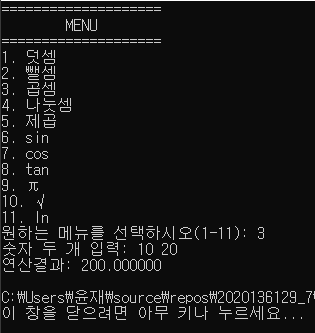 ====================
MENU
====================
1. 덧셈
2. 뺄셈
3. 곱셈
4. 나눗셈
5. 제곱
6. sin
7. cos
8. tan
9. π
10. √
11. ln
원하는 메뉴를 선택하시오(1-11): 3
숫자 두 개 입력: 10 20
연산결과: 200.000000
C:₩Users₩윤재₩source₩repos₩2020136129_7₩
이 창을 닫으려면 아무 키나 누르세요...